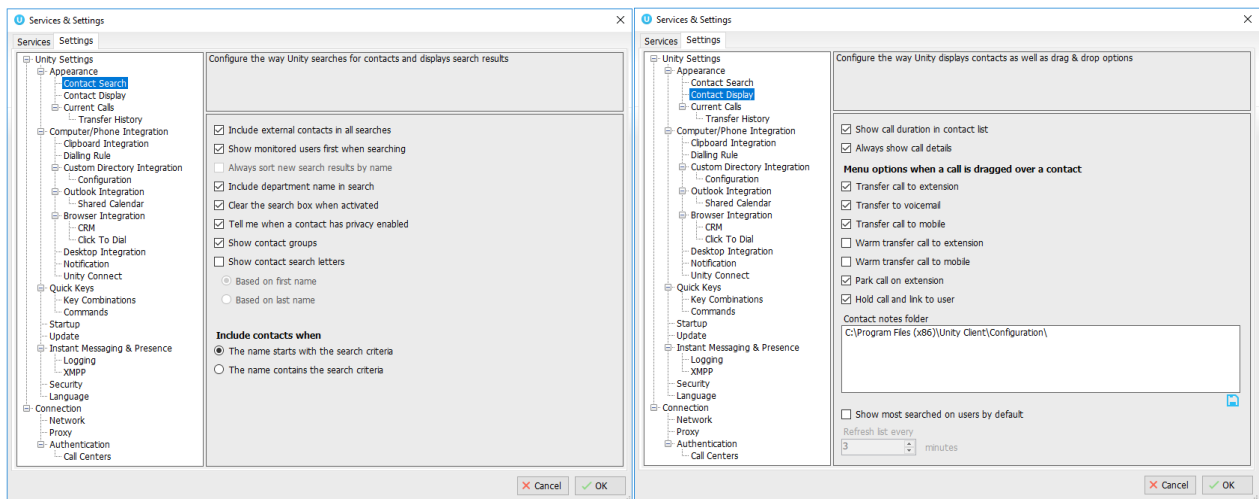 Services & Settings
Services Settings
Unity Settings
Appearance
Contact Search
Contact Display
Current Calls
Transfer History
Computer/Phone Integration
Clipboard Integration
Dialling Rule
Custom Directory Integration
Configuration
Outlook Integration
Shared Calendar
Browser Integration
CRM
Click To Dial
Desktop Integration
Notification
Unity Connect
Quick Keys
Key Combinations
Commands
Startup
Update
Instant Messaging & Presence
Logging
XMPP
Security
Language
Connection
Network
Proxy
Authentication
Call Centers
Configure the way Unity searches for contacts and displays search results
Include external contacts in all searches
Show monitored users first when searching
Always sort new search results by name
Include department name in search
Clear the search box when activated
Tell me when a contact has privacy enabled
Show contact groups
Show contact search letters
Based on first name
Based on last name
Include contacts when
The name starts with the search criteria
The name contains the search criteria
Cancel
OK
Services & Settings
Services Settings
Unity Settings
Appearance
Contact Search
Contact Display
Current Calls
Transfer History
Computer/Phone Integration
Clipboard Integration
Dialling Rule
Custom Directory Integration
Configuration
Outlook Integration
Shared Calendar
Browser Integration
CRM
Click To Dial
Desktop Integration
Notification
Unity Connect
Quick Keys
Key Combinations
Commands
Startup
Update
Instant Messaging & Presence
Logging
XMPP
Security
Language
Connection
Network
Proxy
Authentication
Call Centers
Configure the way Unity displays contacts as well as drag & drop options
Show call duration in contact list
Always show call details
Menu options when a call is dragged over a contact
Transfer call to extension
Transfer to voicemail
Transfer call to mobile
Warm transfer call to extension
Warm transfer call to mobile
Park call on extension
Hold call and link to user
Contact notes folder
C:\Program Files (x86)\Unity Client\Configuration\
Show most searched on users by default
Refresh list every
3 minutes
Cancel
OK